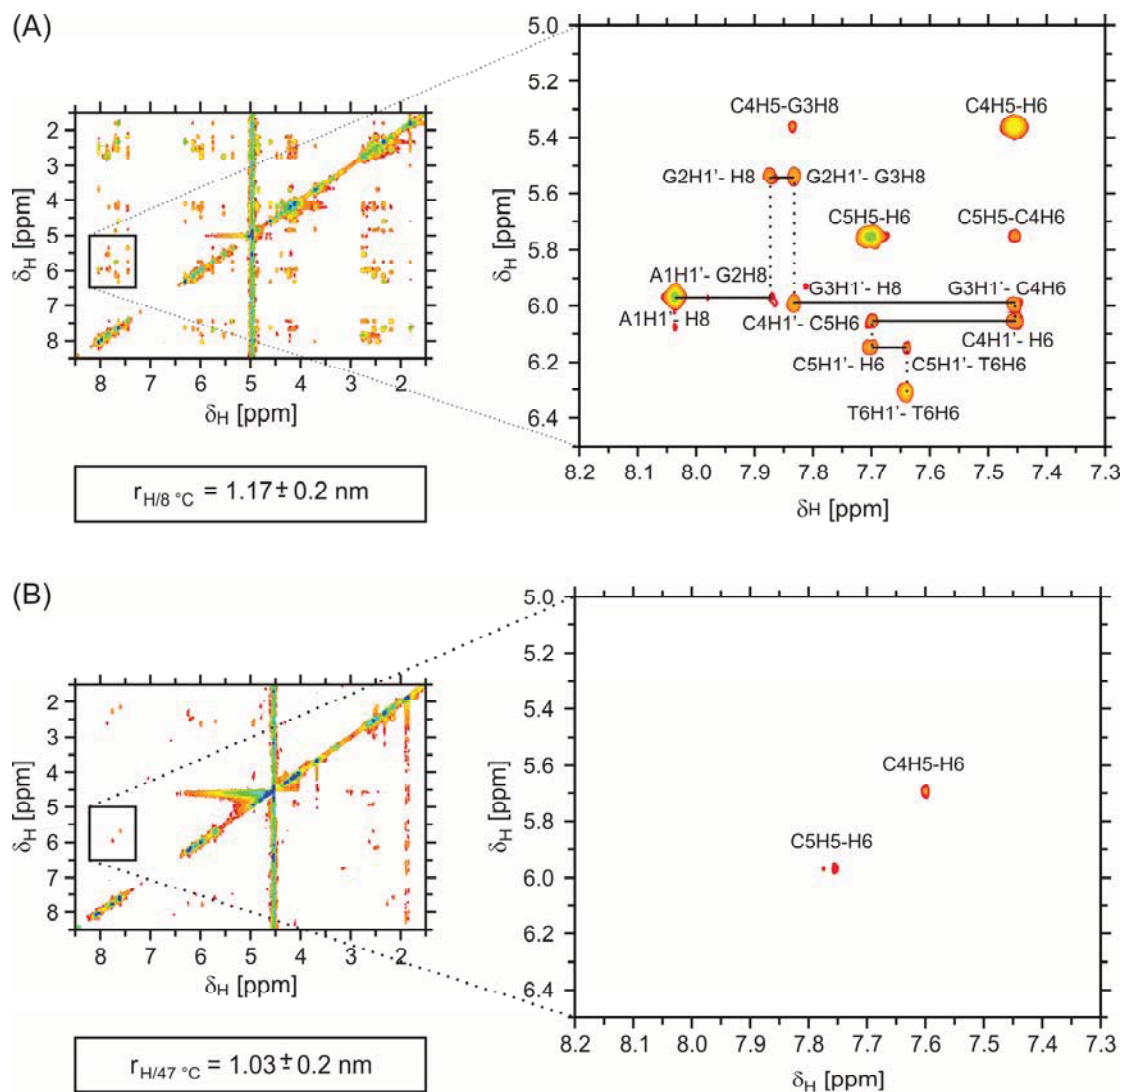 (A)
5.0
5.2
5.4
5.6
5.8
6.0
6.2
6.4
δH [ppm]
C4H5-G3H8
C4H5-H6
G2H1'- H8
G2H1'- G3H8
C5H5-H6
C5H5-C4H6
A1H1'- G2H8
G3H1'- H8
G3H1'- C4H6
A1H1'- H8
C4H1'- C5H6
C4H1'- H6
C5H1'- H6
C5H1'- T6H6
T6H1'- T6H6
8.2 8.1 8.0 7.9 7.8 7.7 7.6 7.5 7.4 7.3
δH [ppm]
2
3
4
5
6
7
8
δH [ppm]
8 7 6 5 4 3 2
δH [ppm]
rH/8 °C = 1.17 ± 0.2 nm
(B)
5.0
5.2
5.4
5.6
5.8
6.0
6.2
6.4
δH [ppm]
C4H5-H6
C5H5-H6
8.2 8.1 8.0 7.9 7.8 7.7 7.6 7.5 7.4 7.3
δH [ppm]
2
3
4
5
6
7
8
δH [ppm]
8 7 6 5 4 3 2
δH [ppm]
rH/47 °C = 1.03 ± 0.2 nm